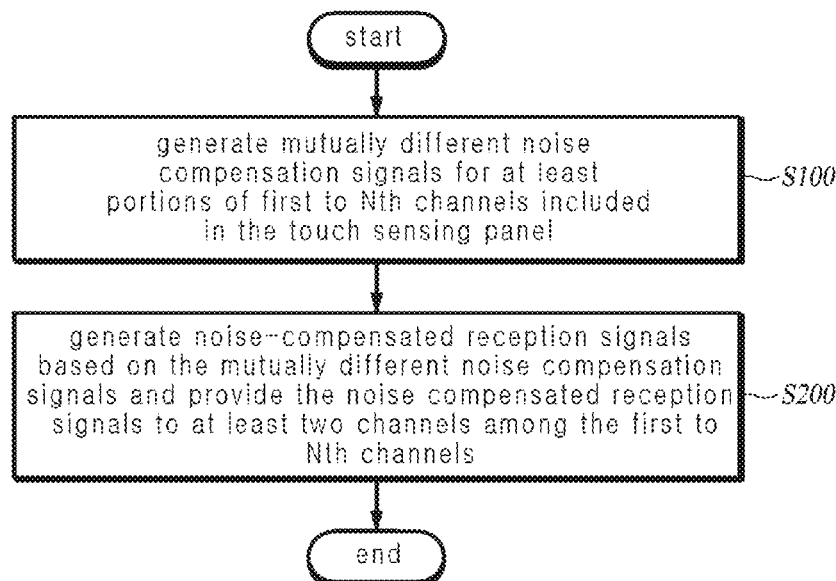 start
generate mutually different noise
compensation signals for at least
portions of first to Nth channels included
in the touch sensing panel
S100
generate noise-compensated reception signals
based on the mutually different noise compensation
signals and provide the noise compensated reception
signals to at least two channels among the first to
Nth channels
S200
end